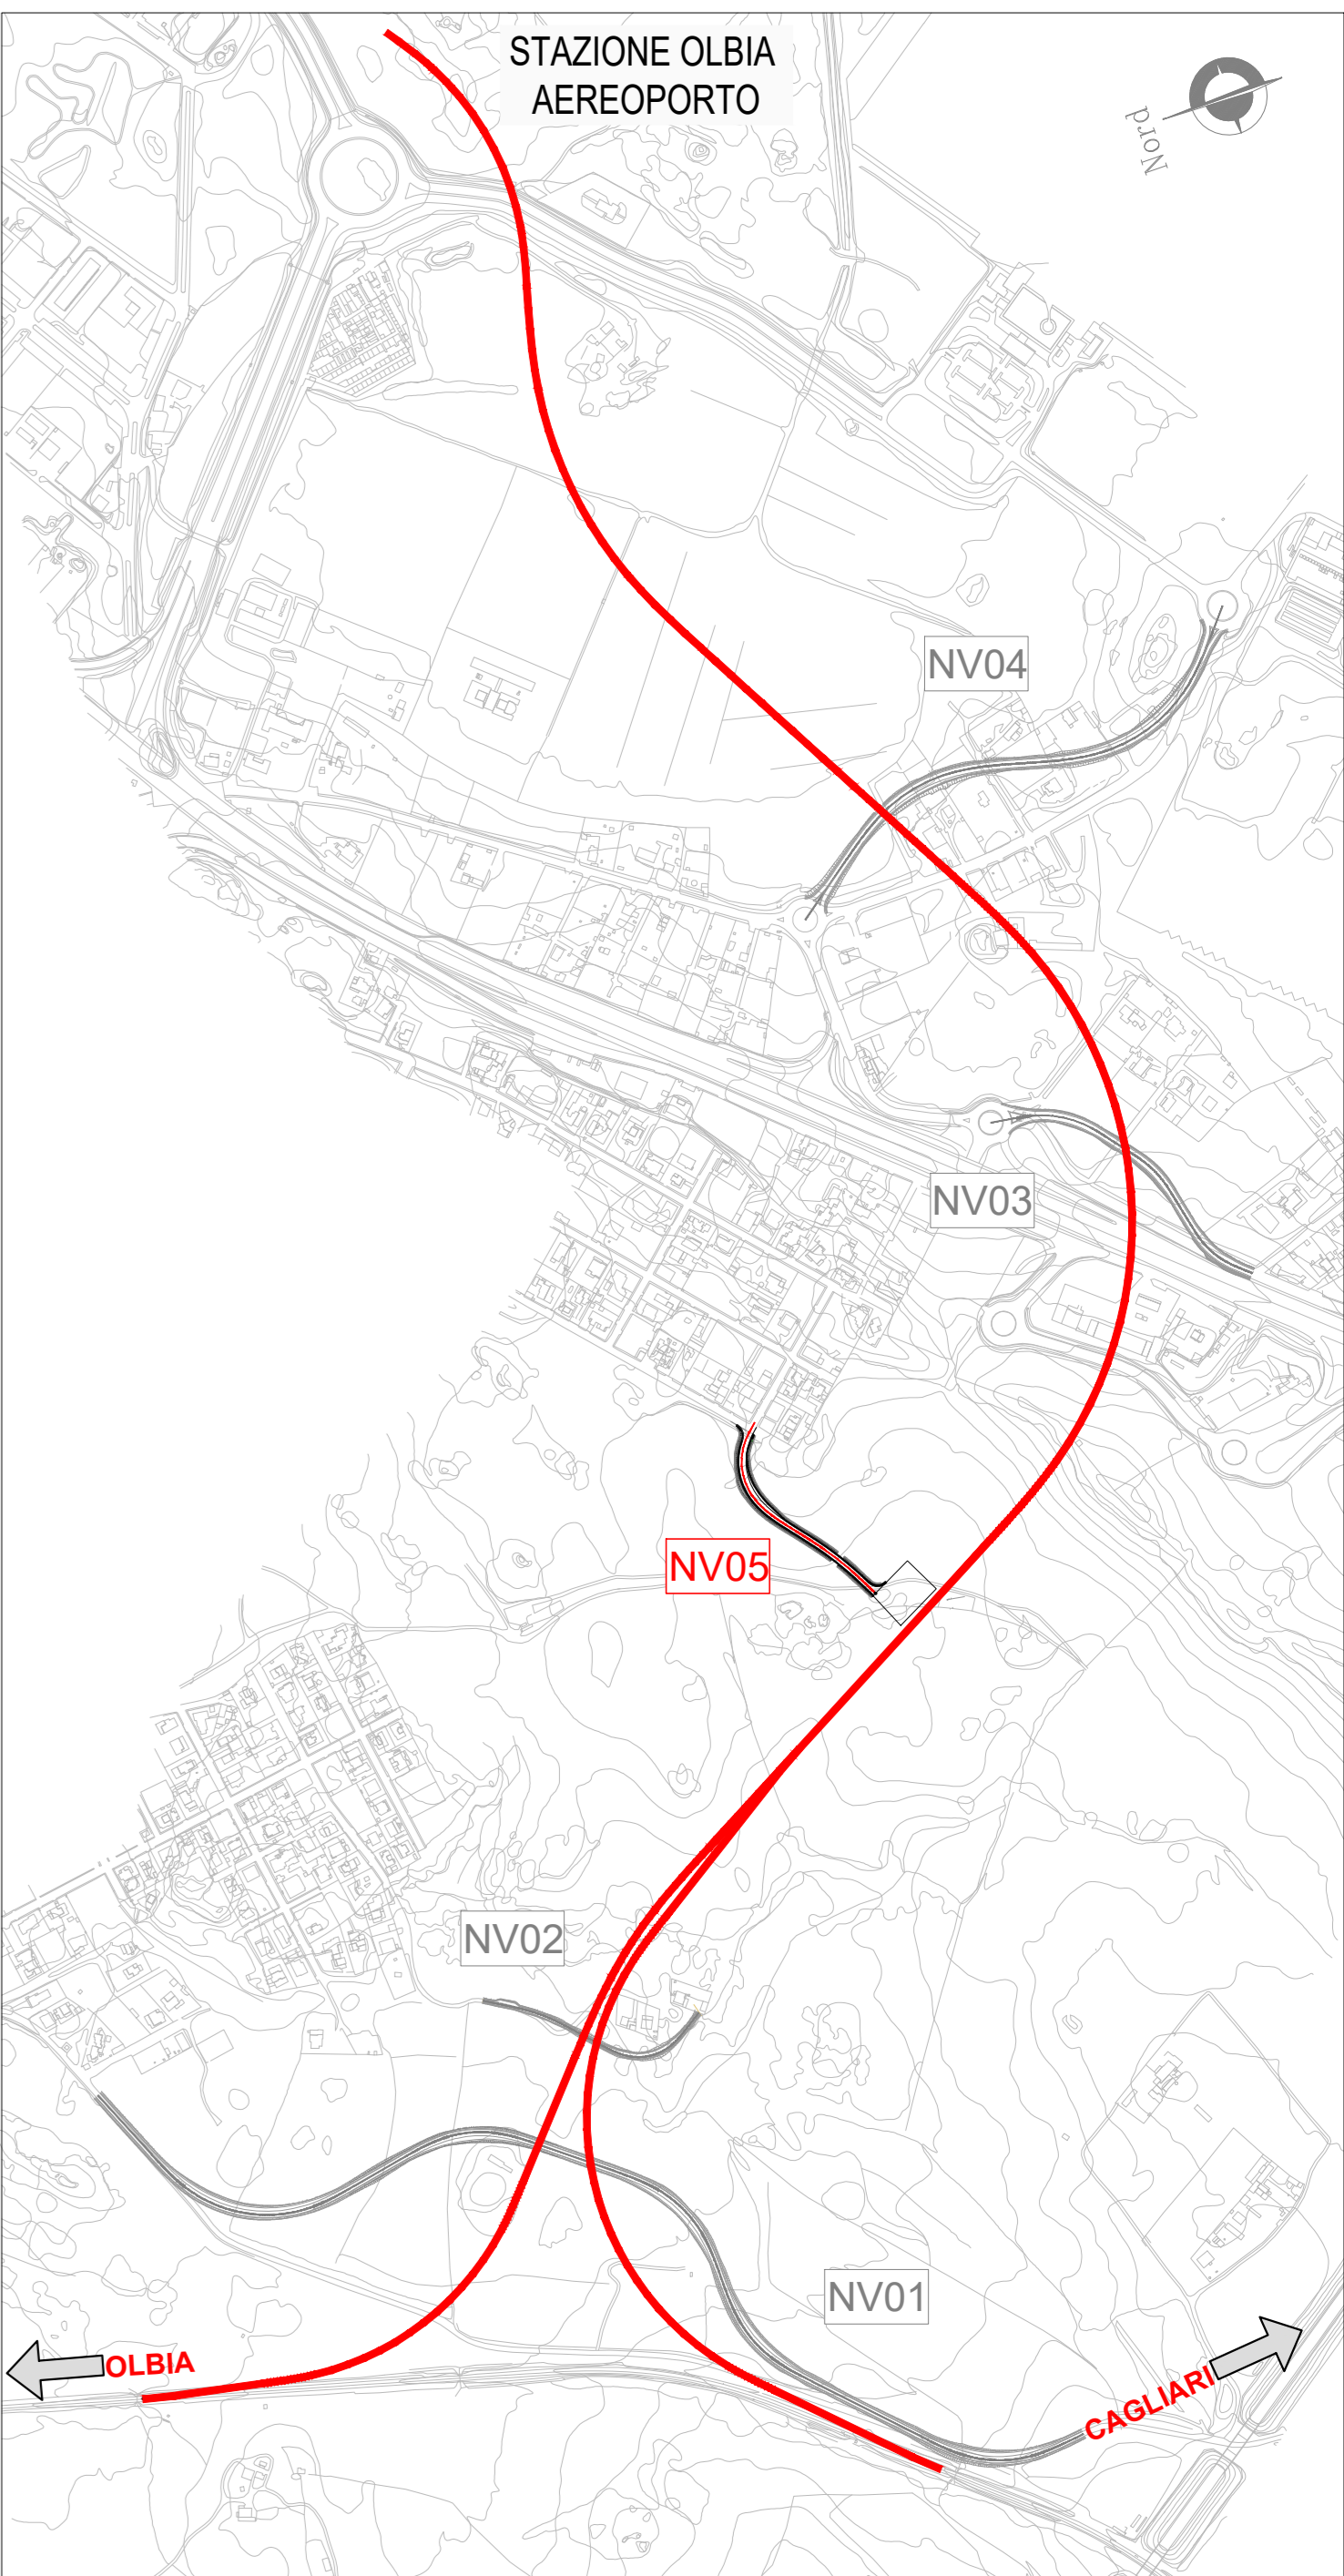 STAZIONE OLBIA
AEREOPORTO
Nord
NV04
NV03
NV05
NV02
NV01
OLBIA
CAGLIARI